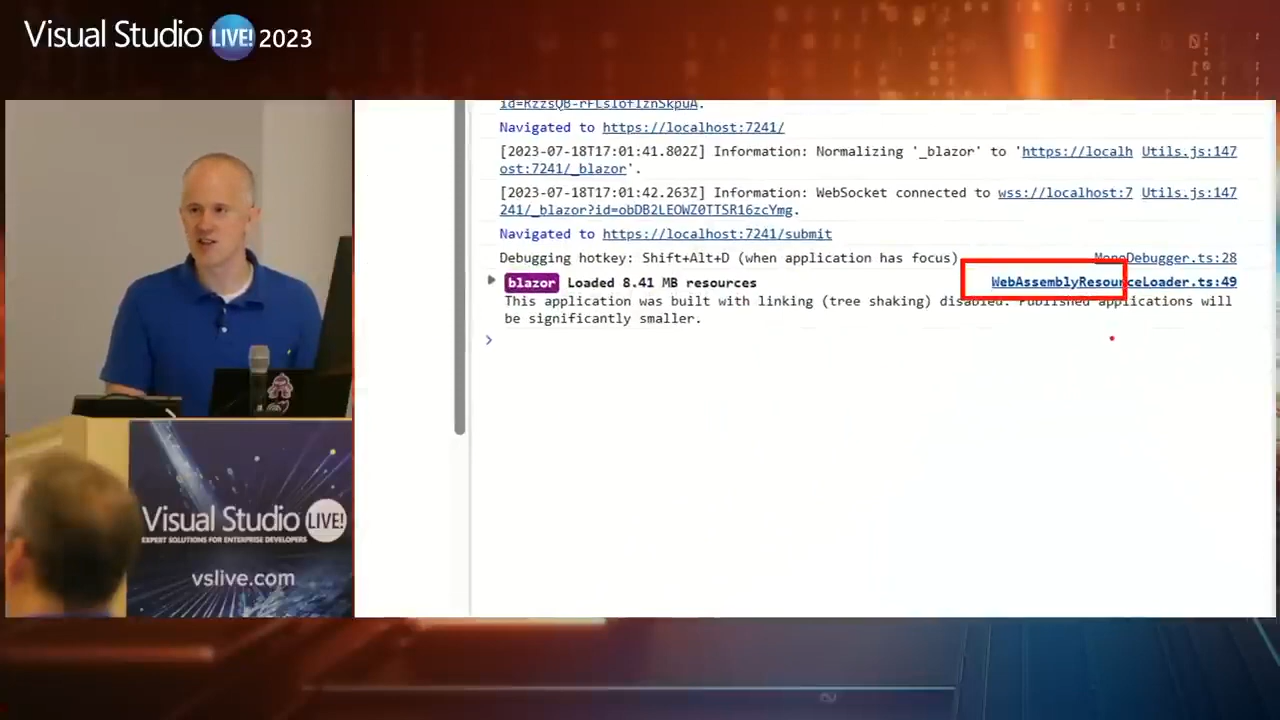 Visual Studio LIVE! 2023
id=RzzsQB-rFLslofIznSkpuA.
Navigated to https://localhost:7241/
[2023-07-18T17:01:41.802Z] Information: Normalizing '_blazor' to 'https://localh Utils.js:147
ost:7241/_blazor'.
[2023-07-18T17:01:42.263Z] Information: WebSocket connected to wss://localhost:7 Utils.js:147
241/_blazor?id=obDB2LEOWZ0TTSR16zcYmg.
Navigated to https://localhost:7241/submit
Debugging hotkey: Shift+Alt+D (when application has focus) MonoDebugger.ts:28
blazor Loaded 8.41 MB resources WebAssemblyResourceLoader.ts:49
This application was built with linking (tree shaking) disabled. Published applications will
be significantly smaller.
Visual Studio LIVE!
EXPERT SOLUTIONS FOR ENTERPRISE DEVELOPERS
vslive.com